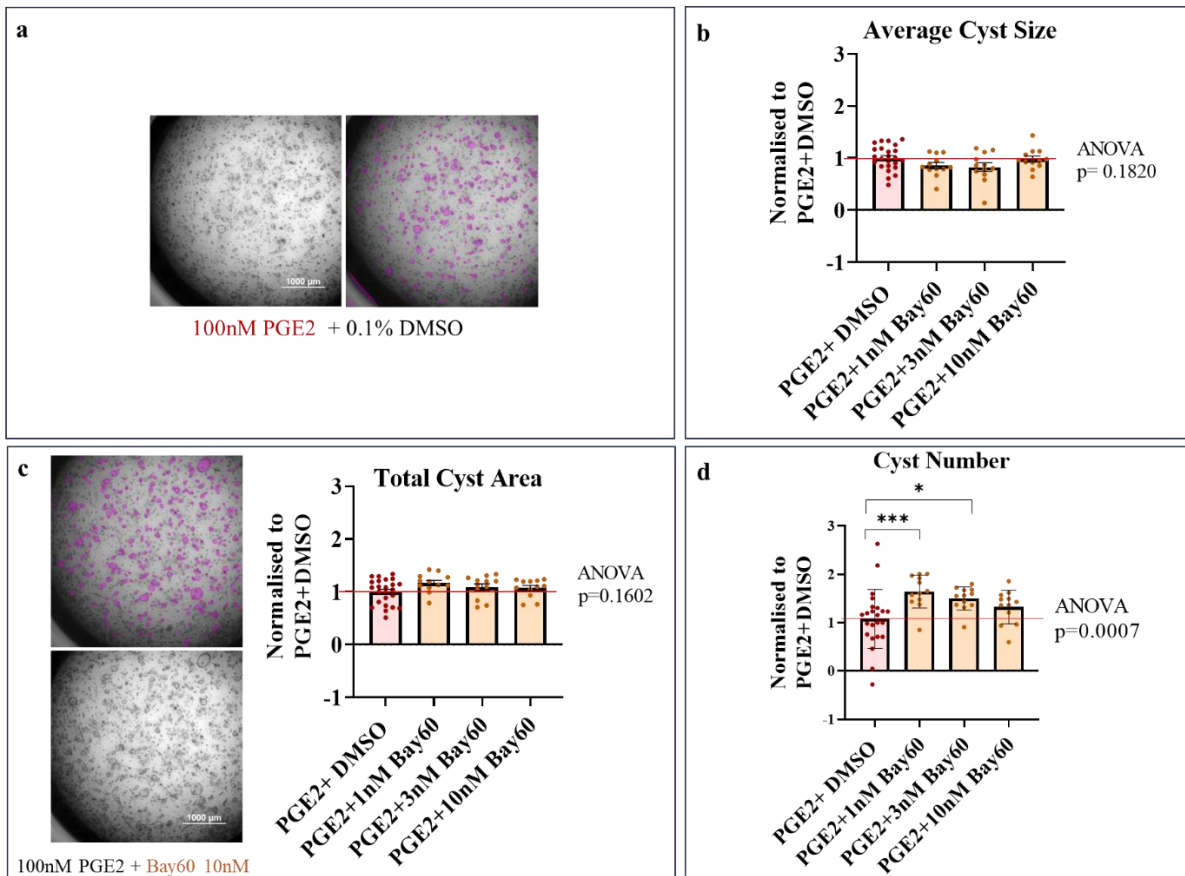 a
1000 µm
100nM PGE2 + 0.1% DMSO
b
Average Cyst Size
Normalised to
PGE2+DMSO
3
2
1
0
-1
ANOVA
p= 0.1820
PGE2+ DMSO
PGE2+1nM Bay60
PGE2+3nM Bay60
PGE2+10nM Bay60
c
1000 µm
100nM PGE2 + Bay60 10nM
Total Cyst Area
Normalised to
PGE2+DMSO
3
2
1
0
-1
ANOVA
p=0.1602
PGE2+ DMSO
PGE2+1nM Bay60
PGE2+3nM Bay60
PGE2+10nM Bay60
d
Cyst Number
Normalised to
PGE2+DMSO
3
2
1
0
-1
*
***
ANOVA
p=0.0007
PGE2+ DMSO
PGE2+1nM Bay60
PGE2+3nM Bay60
PGE2+10nM Bay60